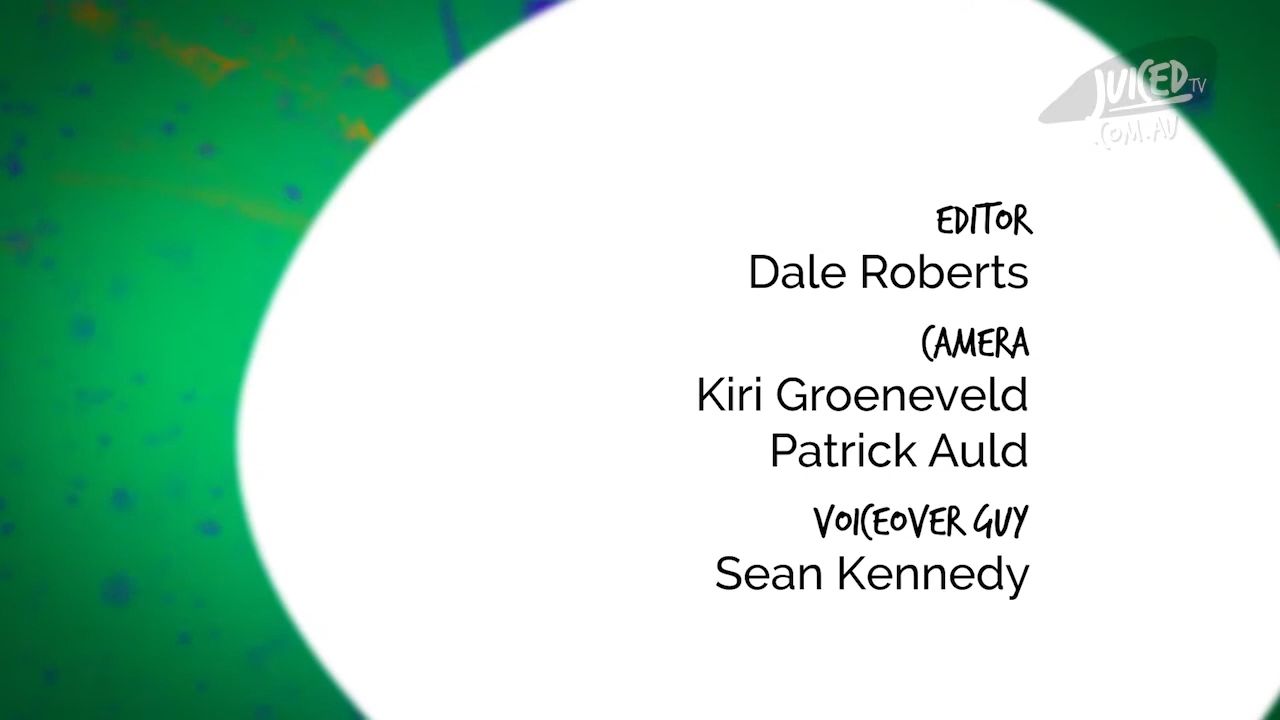 JUICED TV
.COM.AU
EDITOR
Dale Roberts
CAMERA
Kiri Groeneveld
Patrick Auld
VOICEOVER GUY
Sean Kennedy